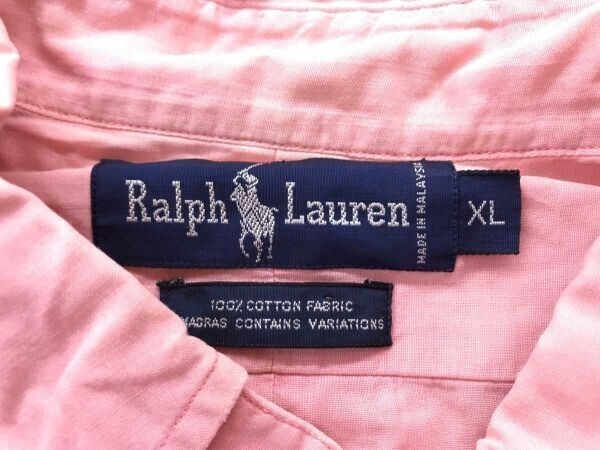 Ralph Lauren
MADE IN MALAYSIA
XL
100% COTTON FABRIC
MADRAS CONTAINS VARIATIONS